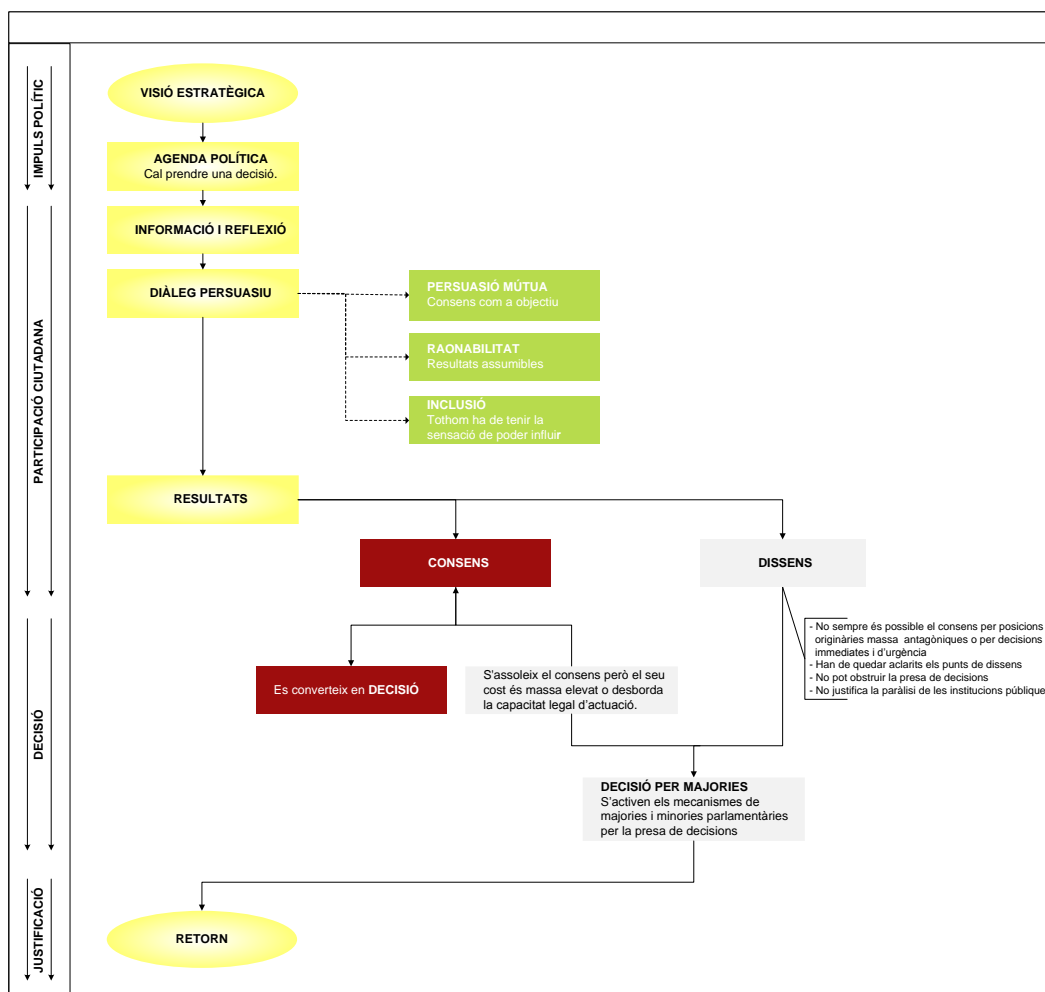 IMPULS POLÍTIC
VISIÓ ESTRATÈGICA
AGENDA POLÍTICA
Cal prendre una decisió.
PARTICIPACIÓ CIUTADANA
INFORMACIÓ I REFLEXIÓ
DIÀLEG PERSUASIU
PERSUASIÓ MÚTUA
Consens com a objectiu
RAONABILITAT
Resultats assumibles
INCLUSIÓ
Tothom ha de tenir la
sensació de poder influir
RESULTATS
CONSENS
DISSENS
DECISIÓ
- No sempre és possible el consens per posicions
originàries massa antagòniques o per decisions
immediates i d'urgència
- Han de quedar aclarits els punts de dissens
- No pot obstruir la presa de decisions
- No justifica la paràlisi de les institucions públique
Es converteix en DECISIÓ
S'assoleix el consens però el seu
cost és massa elevat o desborda
la capacitat legal d'actuació.
DECISIÓ PER MAJORIES
S'activen els mecanismes de
majories i minories parlamentàries
per la presa de decisions
JUSTIFICACIÓ
RETORN